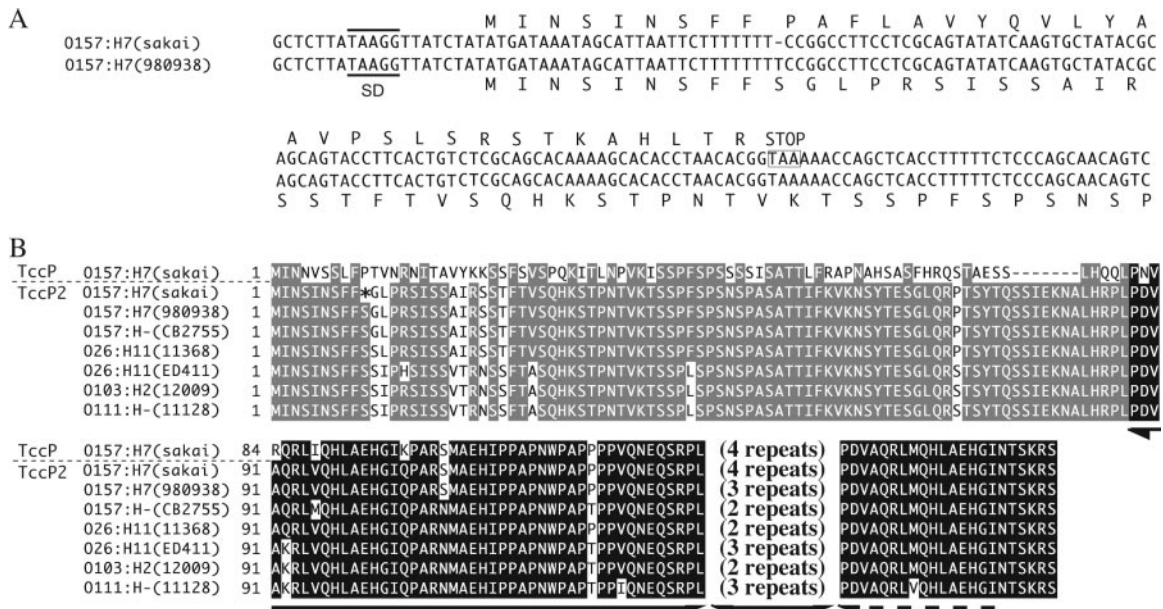 A
M I N S I N S F F P A F L A V Y Q V L Y A
O157:H7(sakai) GCTCTTATAAGGTTATCTATATGATAAATAGCATTAATTCTTTTTTT-CCGGCCTTCCTCGCAGTATATCAAGTGCTATACGC
O157:H7(980938) GCTCTTATAAGGTTATCTATATGATAAATAGCATTAATTCTTTTTTTTCCGGCCTTCCTCGCAGTATATCAAGTGCTATACGC
SD M I N S I N S F F S G L P R S I S S A I R
A V P S L S R S T K A H L T R STOP
AGCAGTACCTTCACTGTCTCGCAGCACAAAAGCACACCTAACACGGTAAAAACCAGCTCACCTTTTTCTCCCAGCAACAGTC
AGCAGTACCTTCACTGTCTCGCAGCACAAAAGCACACCTAACACGGTAAAAACCAGCTCACCTTTTTCTCCCAGCAACAGTC
S S T F T V S Q H K S T P N T V K T S S P F S P S N S P
B
TccP O157:H7(sakai) 1 MINNVSSLFPTVNRNITAVYKKSSFSVSPQKITLNPVKISSPFSPSSSSISATTLFRAPNAHSASFHRQSTAESS-------LHQQLPNV
TccP2 O157:H7(sakai) 1 MINSINSFF*GLPRSISSAIRSSTFTVSQHKSTPNTVKTSSPFSPSNSPASATTIFKVKNSYTESGLQRPTSYTQSSIEKNALHRPLPDV
O157:H7(980938) 1 MINSINSFFSGLPRSISSAIRSSTFTVSQHKSTPNTVKTSSPFSPSNSPASATTIFKVKNSYTESGLQRPTSYTQSSIEKNALHRPLPDV
O157:H-(CB2755) 1 MINSINSFFSGLPRSISSAIRSSTFTVSQHKSTPNTVKTSSPFSPSNSPASATTIFKVKNSYTESGLQRPTSYTQSSIEKNALHRPLPDV
O26:H11(11368) 1 MINSINSFFSSLPRSISSAIRSSTFTVSQHKSTPNTVKTSSPFSPSNSPASATTIFKVKNSYTESGLQRPTSYTQSSIEKNALHRPLPDV
O26:H11(ED411) 1 MINSINSFFSSIPHSISSVTRNSSFTASQHKSTPNTVKTSSPLSPSNSPASATTIFKVKNSYTESGLQRSTSYTQSSIEKNALHRPLPDV
O103:H2(12009) 1 MINSINSFFSSIPRSISSVTRNSSFTASQHKSTPNTVKTSSPLSPSNSPASATTIFKVKNSYTESGLQRSTSYTQSSIEKNALHRPLPDV
O111:H-(11128) 1 MINSINSFFSSIPRSISSVTRNSSFTASQHKSTPNTVKTSSPLSPSNSPASATTIFKVKNSYTESGLQRSTSYTQSSIEKNALHRPLPDV
TccP O157:H7(sakai) 84 RQRLIQHLAEHGIKPARSMAEHIPPAPNWPAPPPPVQNEQSRPL (4 repeats) PDVAQRLMQHLAEHGINTSKRS
TccP2 O157:H7(sakai) 91 AQRLVQHLAEHGIQPARSMAEHIPPAPNWPAPPPPVQNEQSRPL (4 repeats) PDVAQRLMQHLAEHGINTSKRS
O157:H7(980938) 91 AQRLVQHLAEHGIQPARSMAEHIPPAPNWPAPPPPVQNEQSRPL (3 repeats) PDVAQRLMQHLAEHGINTSKRS
O157:H-(CB2755) 91 AQRLMQHLAEHGIQPARNMAEHIPPAPNWPAPTPPVQNEQSRPL (2 repeats) PDVAQRLMQHLAEHGINTSKRS
O26:H11(11368) 91 AQRLVQHLAEHGIQPARNMAEHIPPAPNWPAPPPPVQNEQSRPL (2 repeats) PDVAQRLMQHLAEHGINTSKRS
O26:H11(ED411) 91 AKRLVQHLAEHGIQPARNMAEHIPPAPNWPAPTPPVQNEQSRPL (3 repeats) PDVAQRLMQHLAEHGINTSKRS
O103:H2(12009) 91 AKRLVQHLAEHGIQPARNMAEHIPPAPNWPAPTPPVQNEQSRPL (2 repeats) PDVAQRLMQHLAEHGINTSKRS
O111:H-(11128) 91 AKRLVQHLAEHGIQPARNMAEHIPPAPNWPAPTPPIQNEQSRPL (3 repeats) PDVAQRLVQHLAEHGINTSKRS